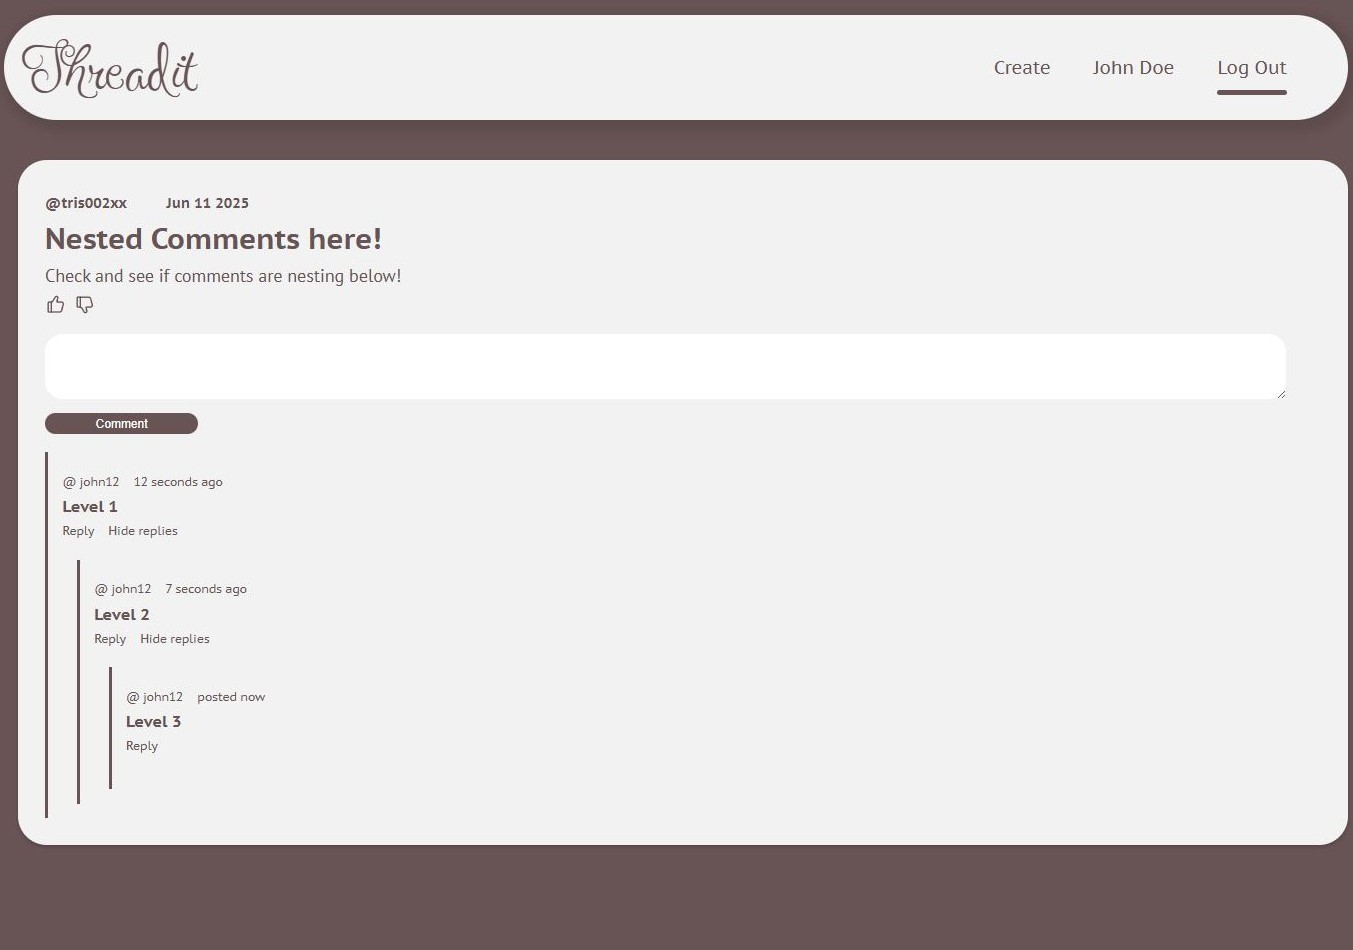 Threadit Create John Doe Log Out
@tris002xx Jun 11 2025
Nested Comments here!
Check and see if comments are nesting below!
Comment
@ john12 12 seconds ago
Level 1
Reply Hide replies
@ john12 7 seconds ago
Level 2
Reply Hide replies
@ john12 posted now
Level 3
Reply